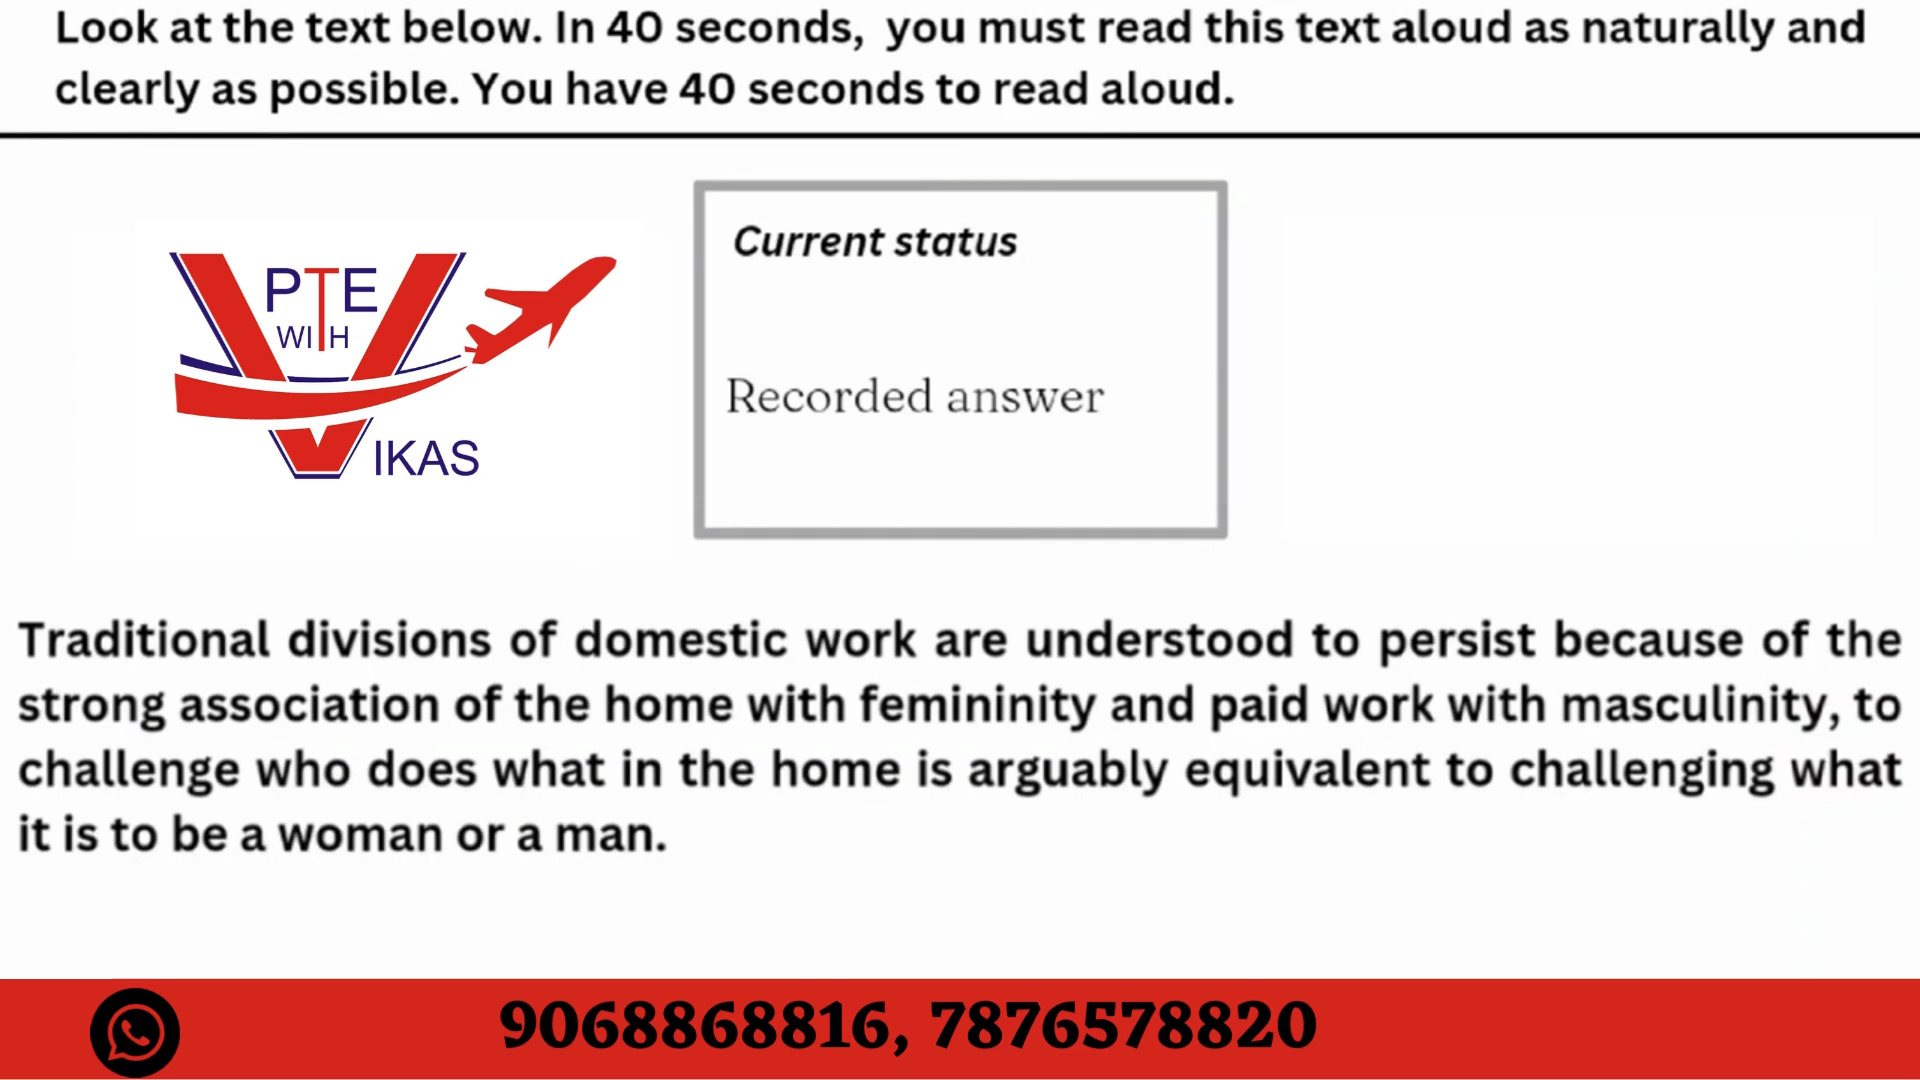 Look at the text below. In 40 seconds, you must read this text aloud as naturally and
clearly as possible. You have 40 seconds to read aloud.
PTE
WITH
VIKAS
Current status
Recorded answer
Traditional divisions of domestic work are understood to persist because of the
strong association of the home with femininity and paid work with masculinity, to
challenge who does what in the home is arguably equivalent to challenging what
it is to be a woman or a man.
9068868816, 7876578820